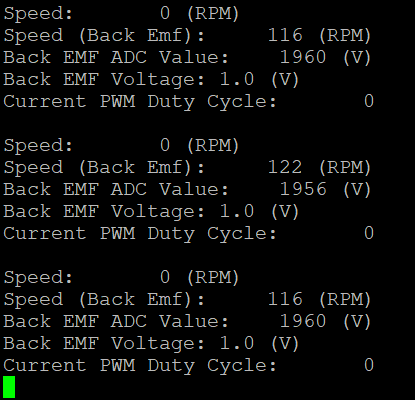 Speed:       0 (RPM)
Speed (Back Emf):     116 (RPM)
Back EMF ADC Value:    1960 (V)
Back EMF Voltage: 1.0 (V)
Current PWM Duty Cycle:       0

Speed:       0 (RPM)
Speed (Back Emf):     122 (RPM)
Back EMF ADC Value:    1956 (V)
Back EMF Voltage: 1.0 (V)
Current PWM Duty Cycle:       0

Speed:       0 (RPM)
Speed (Back Emf):     116 (RPM)
Back EMF ADC Value:    1960 (V)
Back EMF Voltage: 1.0 (V)
Current PWM Duty Cycle:       0